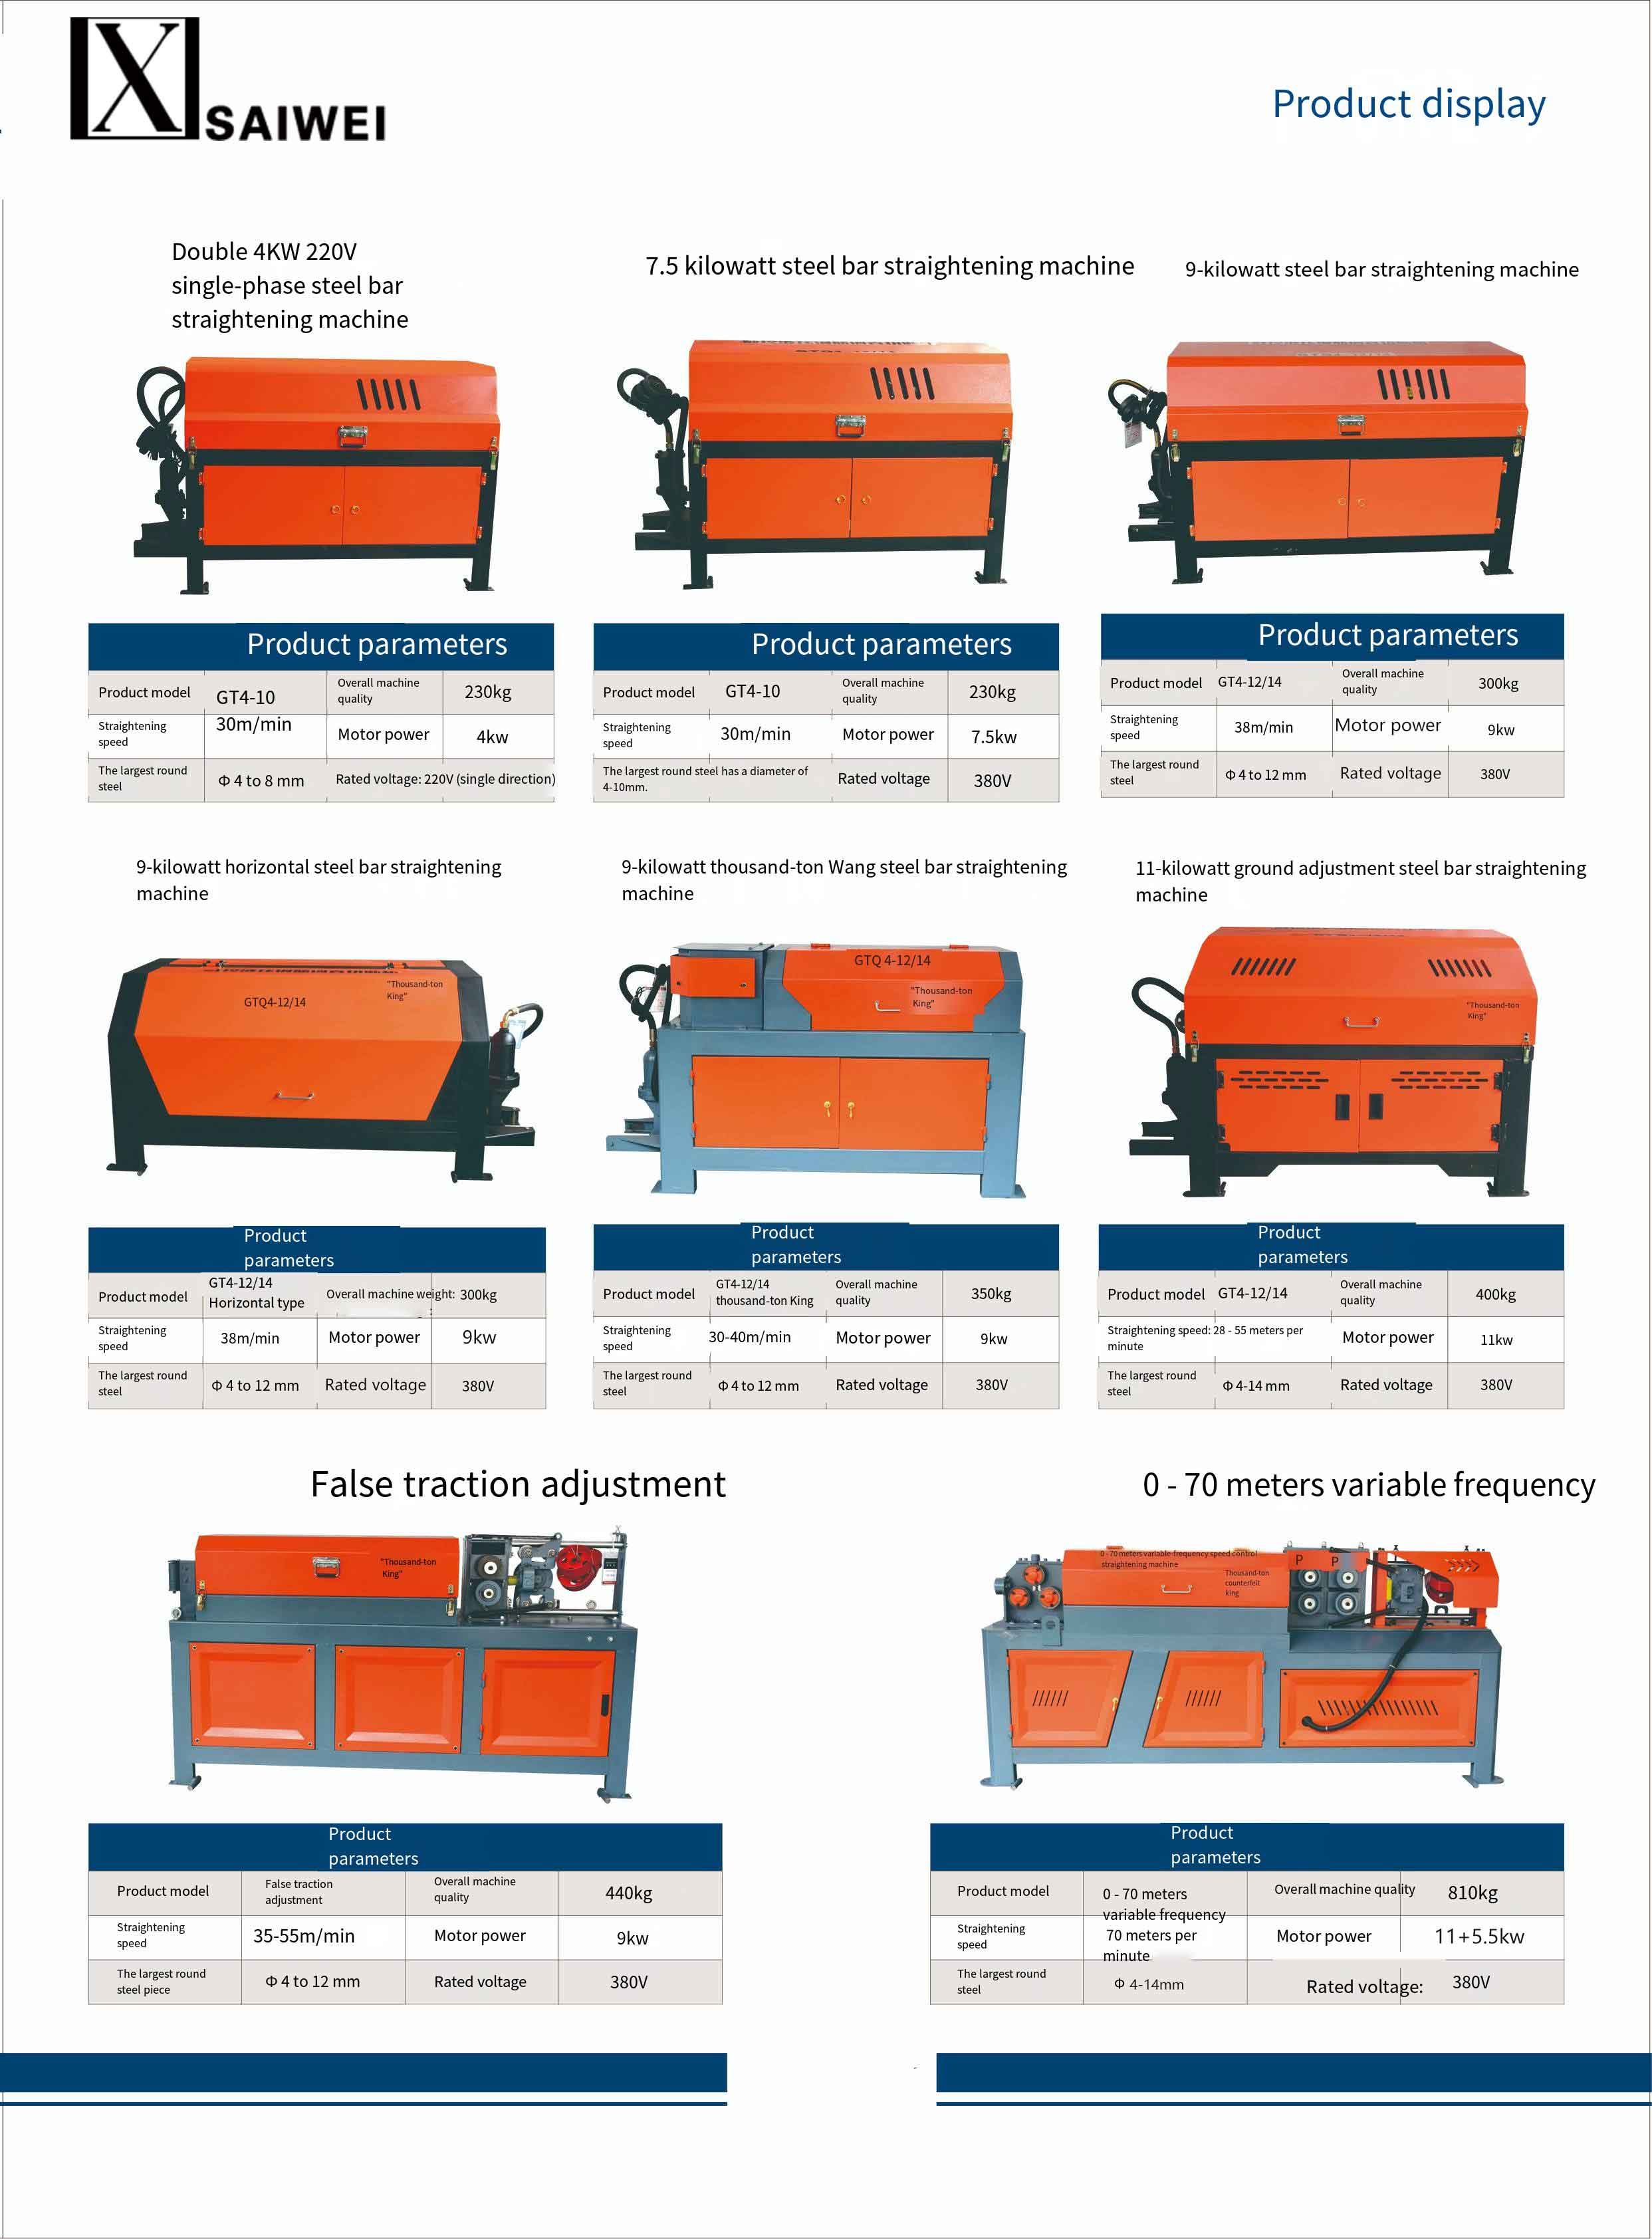 X
SAIWEI
Product display
Double 4KW 220V
single-phase steel bar
straightening machine
7.5 kilowatt steel bar straightening machine
9-kilowatt steel bar straightening machine
Product parameters
Product model GT4-10 Overall machine quality 230kg
Straightening speed 30m/min Motor power 4kw
The largest round steel Φ 4 to 8 mm Rated voltage: 220V (single direction)
Product parameters
Product model GT4-10 Overall machine quality 230kg
Straightening speed 30m/min Motor power 7.5kw
The largest round steel has a diameter of 4-10mm. Rated voltage 380V
Product parameters
Product model GT4-12/14 Overall machine quality 300kg
Straightening speed 38m/min Motor power 9kw
The largest round steel Φ 4 to 12 mm Rated voltage 380V
9-kilowatt horizontal steel bar straightening
machine
9-kilowatt thousand-ton Wang steel bar straightening
machine
11-kilowatt ground adjustment steel bar straightening
machine
GTQ4-12/14
"Thousand-ton
King"
GTQ 4-12/14
"Thousand-ton
King"
"Thousand-ton
King"
Product
parameters
Product model GT4-12/14 Horizontal type Overall machine weight: 300kg
Straightening speed 38m/min Motor power 9kw
The largest round steel Φ 4 to 12 mm Rated voltage 380V
Product
parameters
Product model GT4-12/14 thousand-ton King Overall machine quality 350kg
Straightening speed 30-40m/min Motor power 9kw
The largest round steel Φ 4 to 12 mm Rated voltage 380V
Product
parameters
Product model GT4-12/14 Overall machine quality 400kg
Straightening speed: 28 - 55 meters per minute Motor power 11kw
The largest round steel Φ 4-14 mm Rated voltage 380V
False traction adjustment
0 - 70 meters variable frequency
"Thousand-ton
King"
0 - 70 meters variable-frequency speed control
straightening machine
Thousand-ton
counterfeit
king
P P
Product
parameters
Product model False traction adjustment Overall machine quality 440kg
Straightening speed 35-55m/min Motor power 9kw
The largest round steel piece Φ 4 to 12 mm Rated voltage 380V
Product
parameters
Product model 0 - 70 meters variable frequency Overall machine quality 810kg
Straightening speed 70 meters per minute Motor power 11+5.5kw
The largest round steel Φ 4-14mm Rated voltage: 380V